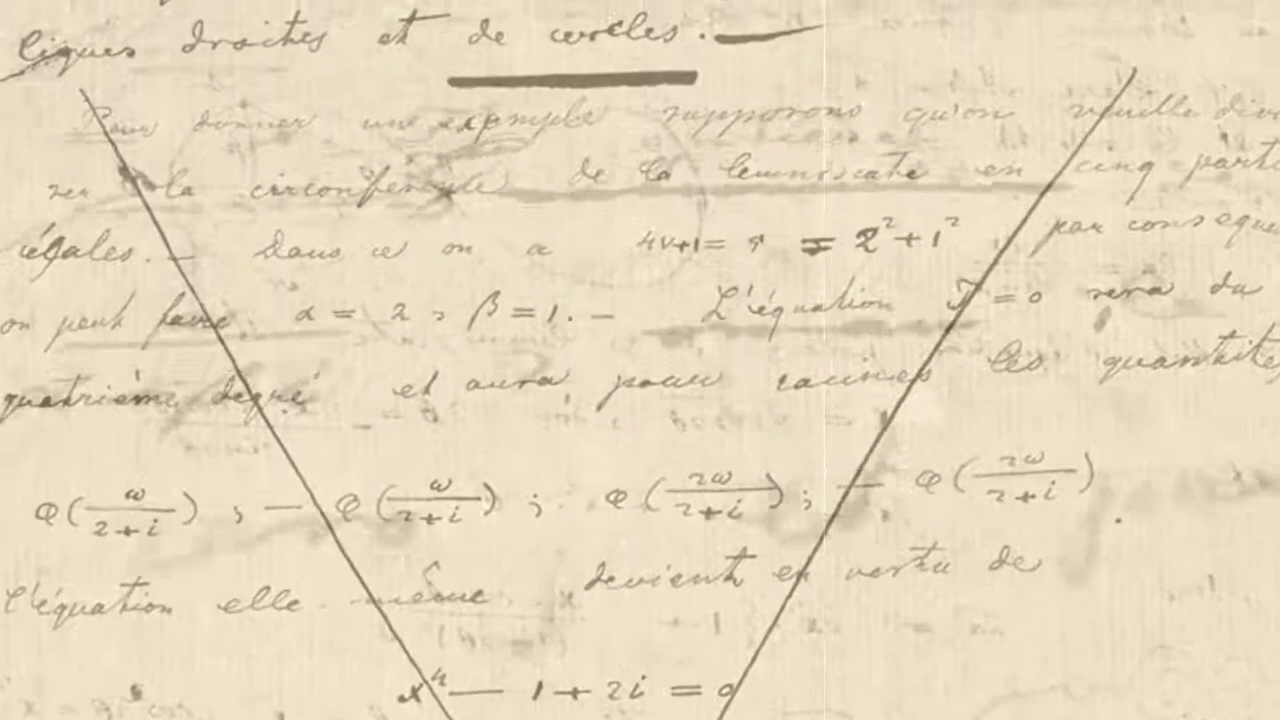 lignes droites et de cercles. —
Pour donner un exemple supposons qu'on veuille divi
ser la circonférence de la lemniscate en cinq parti
égales. — Dans ce cas on a 4ν+1 = 5 = 2²+1², par conseque
on peut faire α = 2, β = 1. — L'équation T = 0 sera du
quatrième degré et aura pour racines les quantités
φ(ω/(2+i)) ; — φ(ω/(2+i)) ; φ(2ω/(2+i)) ; — φ(2ω/(2+i)) .
l'équation elle même devient en vertu de
x⁴ — 1 + 2i = 0